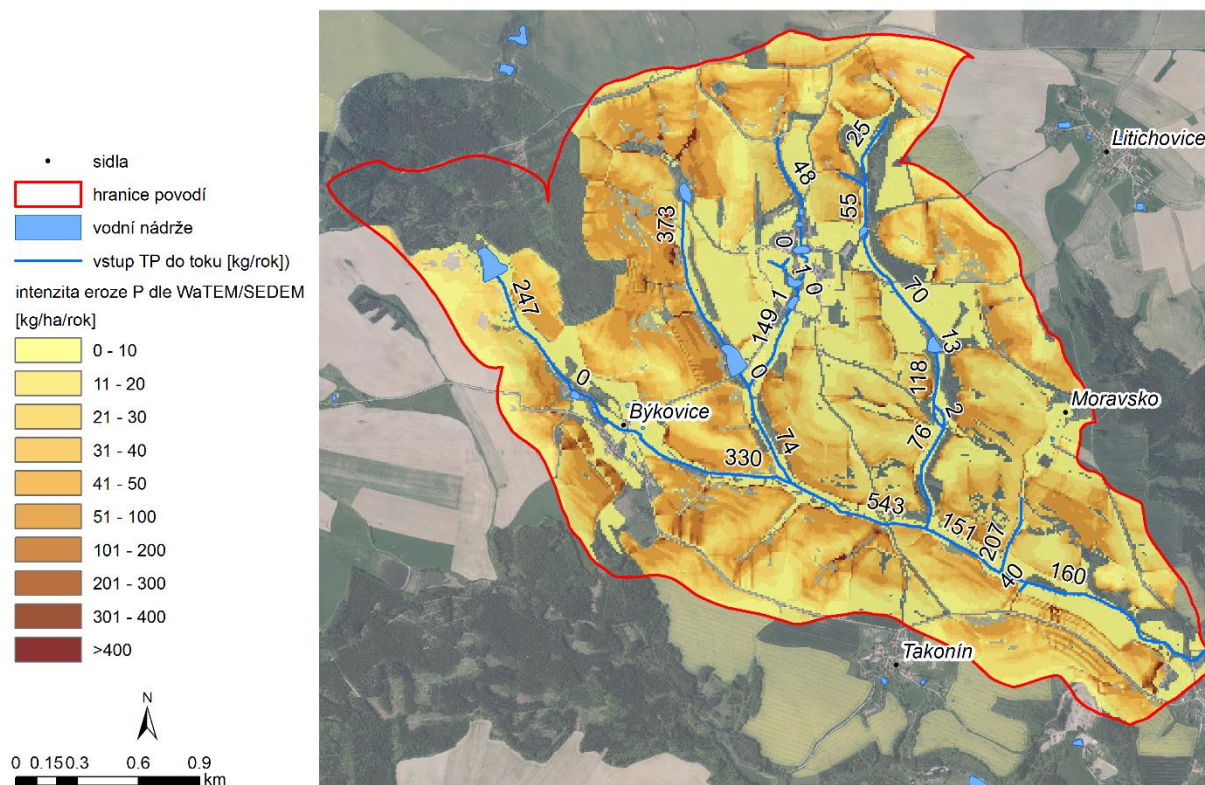 sidla
hranice povodí
vodní nádrže
vstup TP do toku [kg/rok])
intenzita eroze P dle WaTEM/SEDEM
[kg/ha/rok]
0 - 10
11 - 20
21 - 30
31 - 40
41 - 50
51 - 100
101 - 200
201 - 300
301 - 400
>400
N
0 0.15 0.3 0.6 0.9
km
Litichovice
25
48
55
373
0
1
0
70
247
1
149
13
0
118
0
Býkovice
2
Moravsko
76
74
330
543
151
207
40
160
Takonín